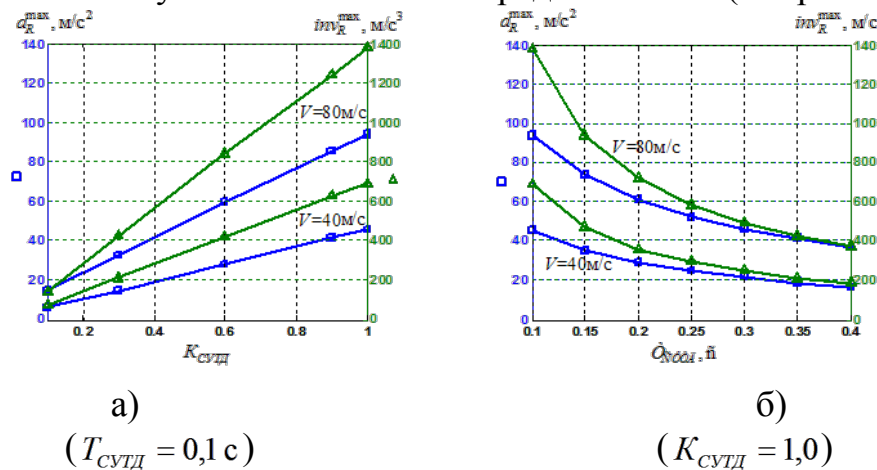 a_R^max, м/с² inv_R^max, м/с³ a_R^max, м/с² inv_R^max, м/с³
140 1400 140 1400
120 1200 120 1200
100 1000 100 1000
V=80м/с V=80м/с
80 800 80 800
60 600 60 600
V=40м/с
40 400 40 400
V=40м/с
20 200 20 200
0 0 0 0
0.2 0.4 0.6 0.8 1 0.1 0.15 0.2 0.25 0.3 0.35 0.4
K_СУТД Ò_ÑÓÒÄ, ñ
а) б)
(T_СУТД = 0,1 с) (K_СУТД = 1,0)